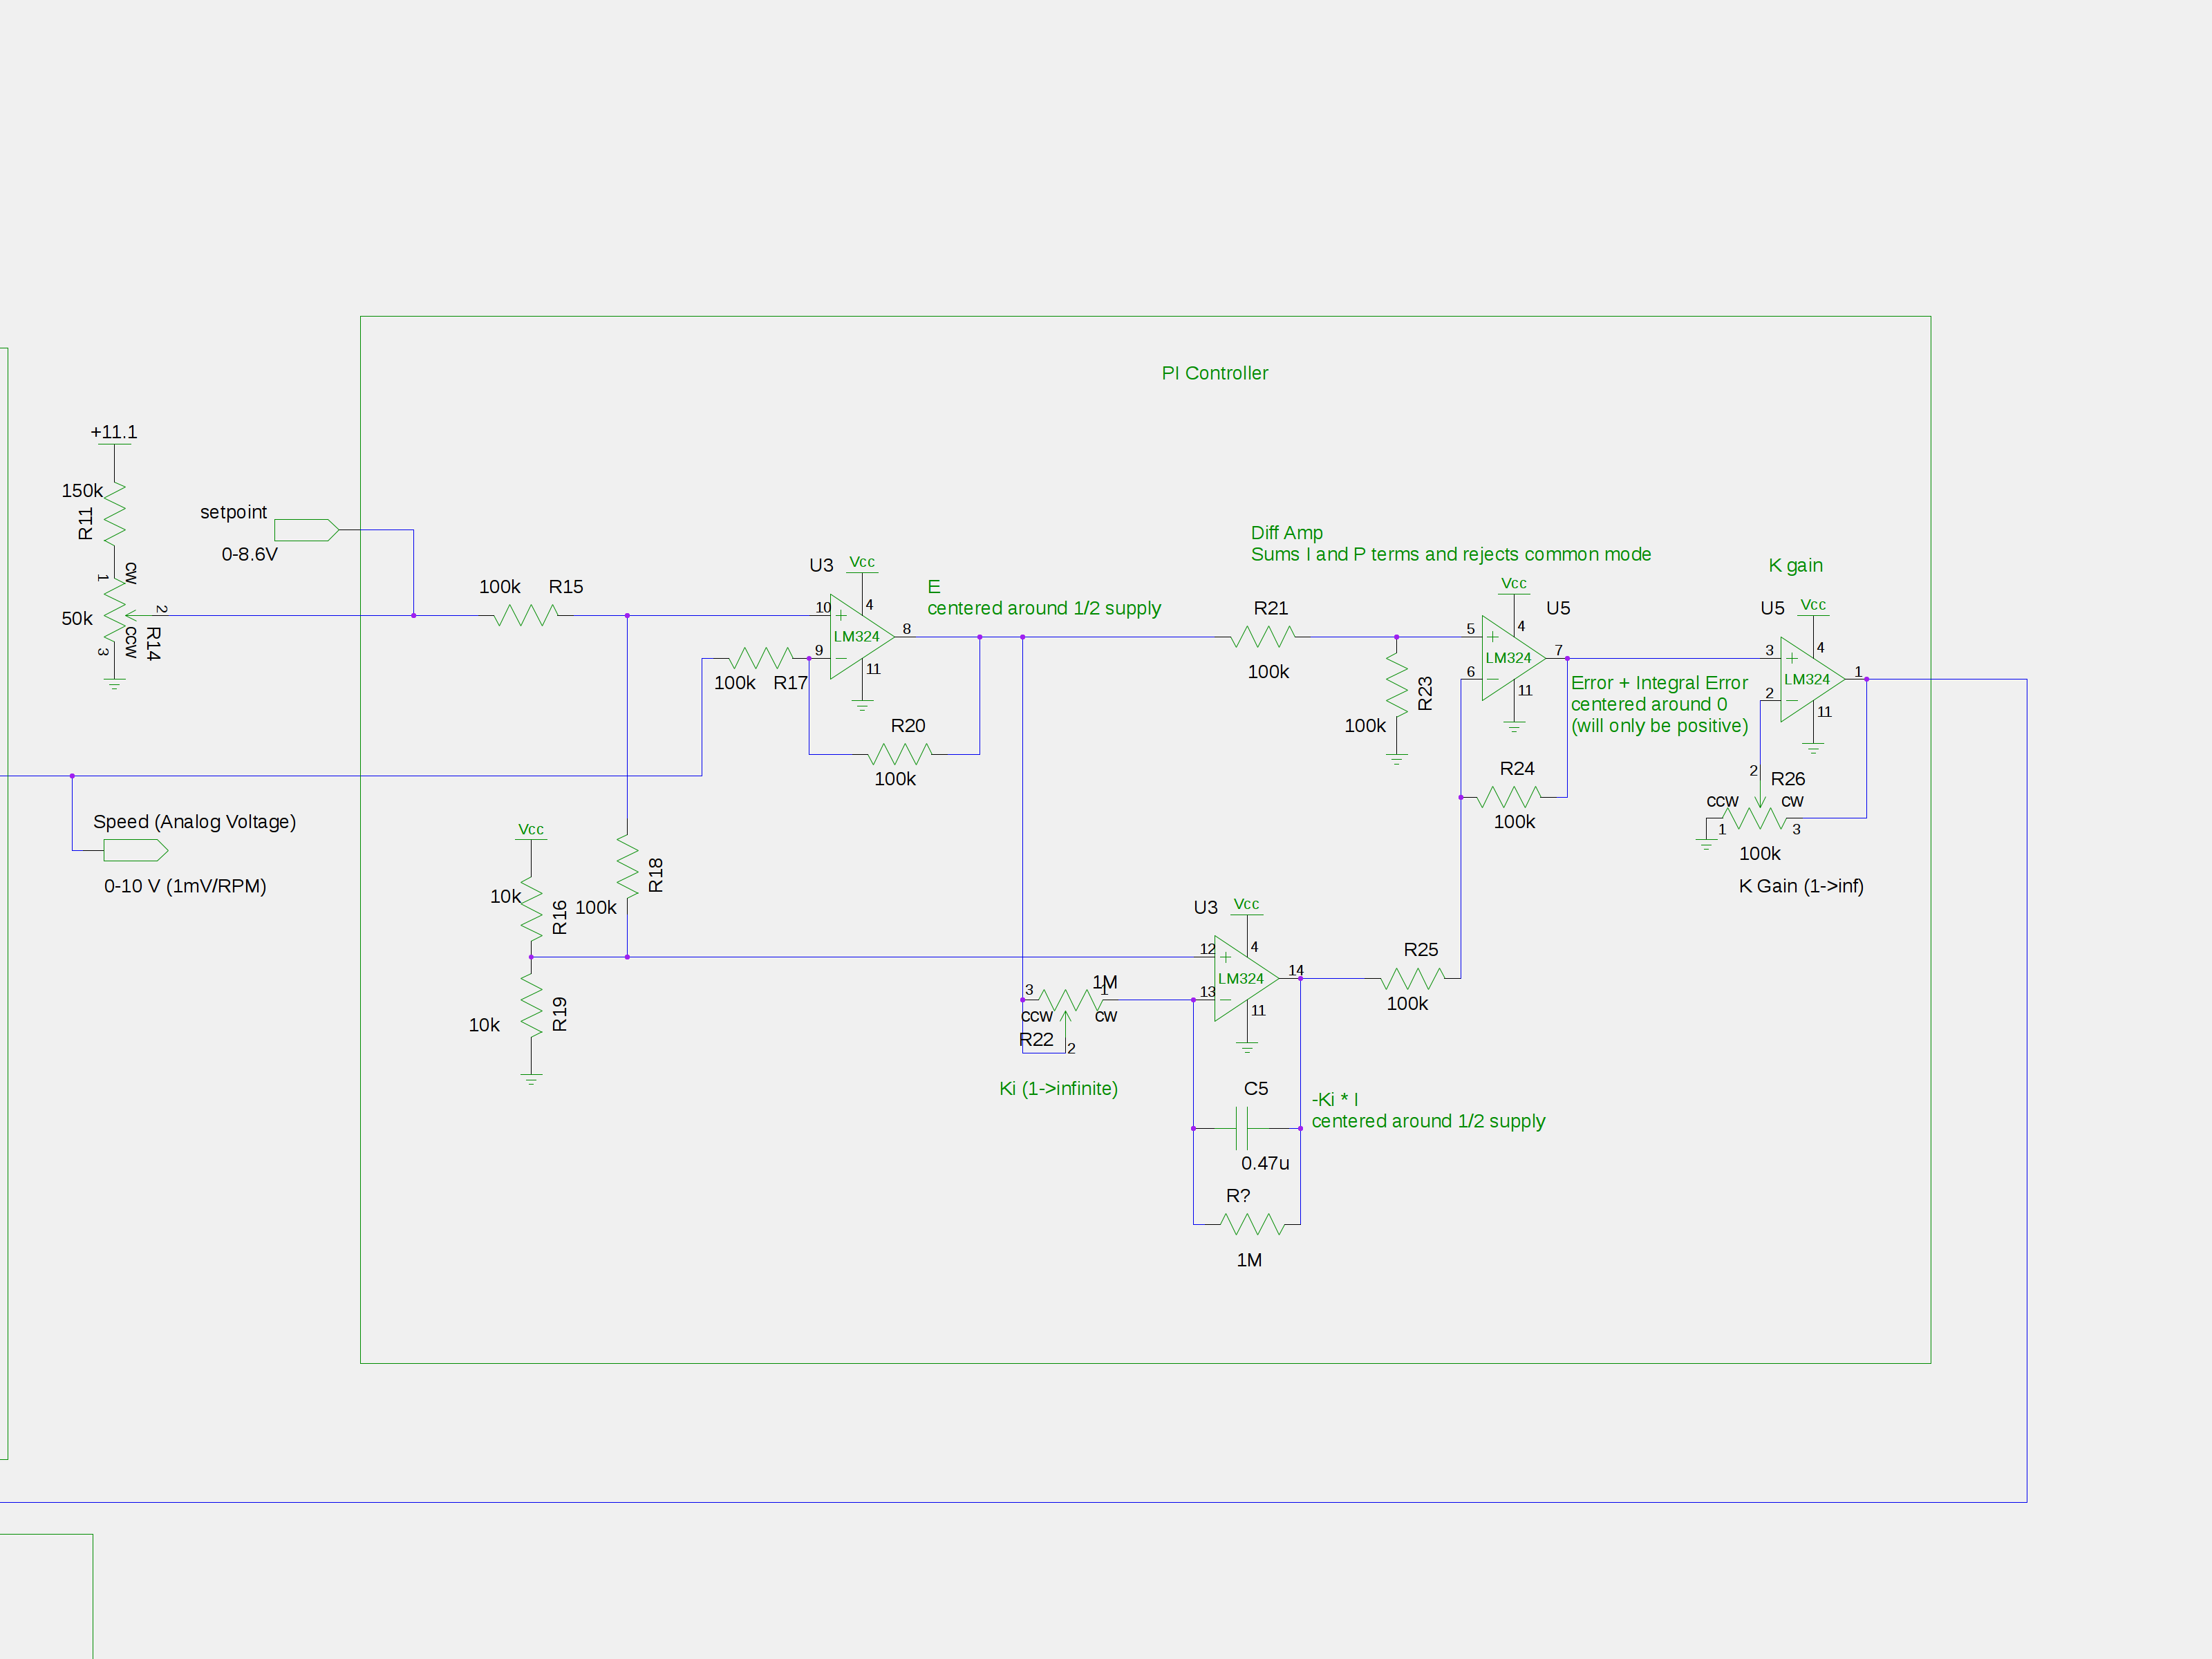 PI Controller
+11.1
150k
R11
setpoint
0-8.6V
CW
1
50k
2
CCW
R14
3
100k
R15
U3
Vcc
10
4
LM324
8
9
11
E
centered around 1/2 supply
100k
R17
R20
100k
Diff Amp
Sums I and P terms and rejects common mode
R21
100k
R23
100k
Vcc
U5
5
4
LM324
7
6
11
Error + Integral Error
centered around 0
(will only be positive)
R24
100k
K gain
U5
Vcc
3
4
LM324
1
2
11
2
R26
CCW
CW
1
3
100k
K Gain (1->inf)
Speed (Analog Voltage)
0-10 V (1mV/RPM)
Vcc
10k
R16
100k
R18
10k
R19
U3
Vcc
12
4
LM324
14
13
11
3
1M
1
CCW
CW
R22
2
Ki (1->infinite)
R25
100k
C5
0.47u
-Ki * I
centered around 1/2 supply
R?
1M